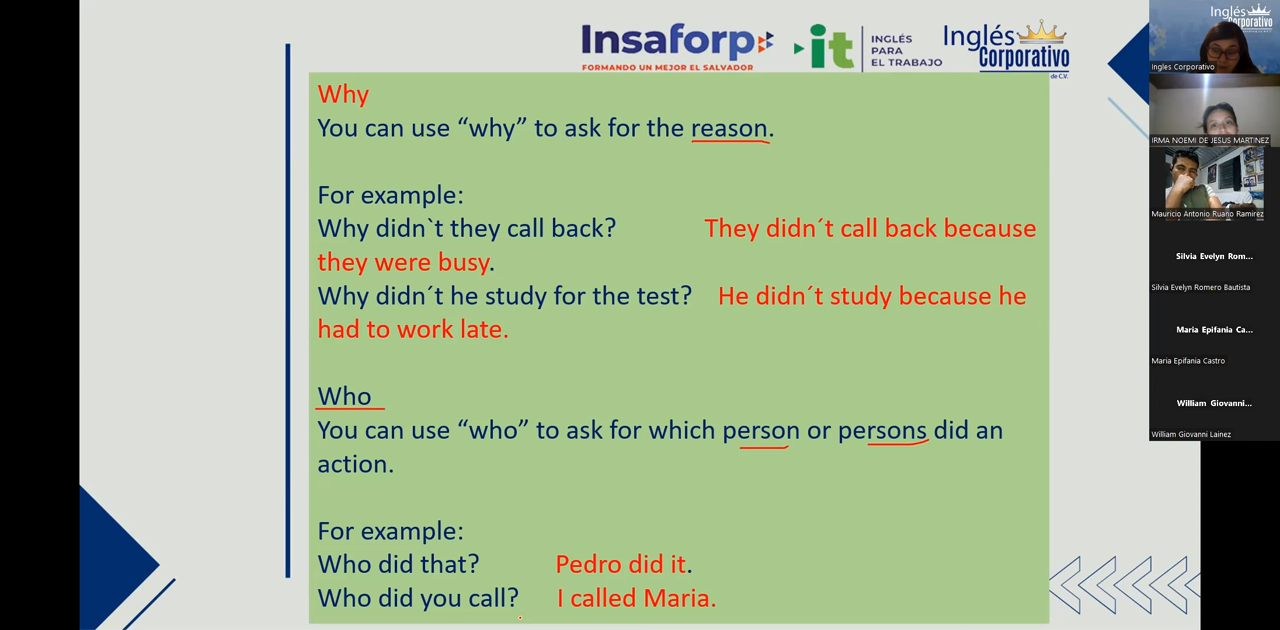 Insaforp
FORMANDO UN MEJOR EL SALVADOR
it
INGLÉS
PARA
EL TRABAJO
Inglés
Corporativo
de C.V.
Why
You can use “why” to ask for the reason.
For example:
Why didn`t they call back? They didn´t call back because
they were busy.
Why didn´t he study for the test? He didn´t study because he
had to work late.
Who
You can use “who” to ask for which person or persons did an
action.
For example:
Who did that? Pedro did it.
Who did you call? I called Maria.
Inglés
Corporativo
Ingles Corporativo
IRMA NOEMI DE JESUS MARTINEZ
Mauricio Antonio Ruano Ramirez
Silvia Evelyn Rom...
Silvia Evelyn Romero Bautista
Maria Epifania Ca...
Maria Epifania Castro
William Giovanni...
William Giovanni Lainez